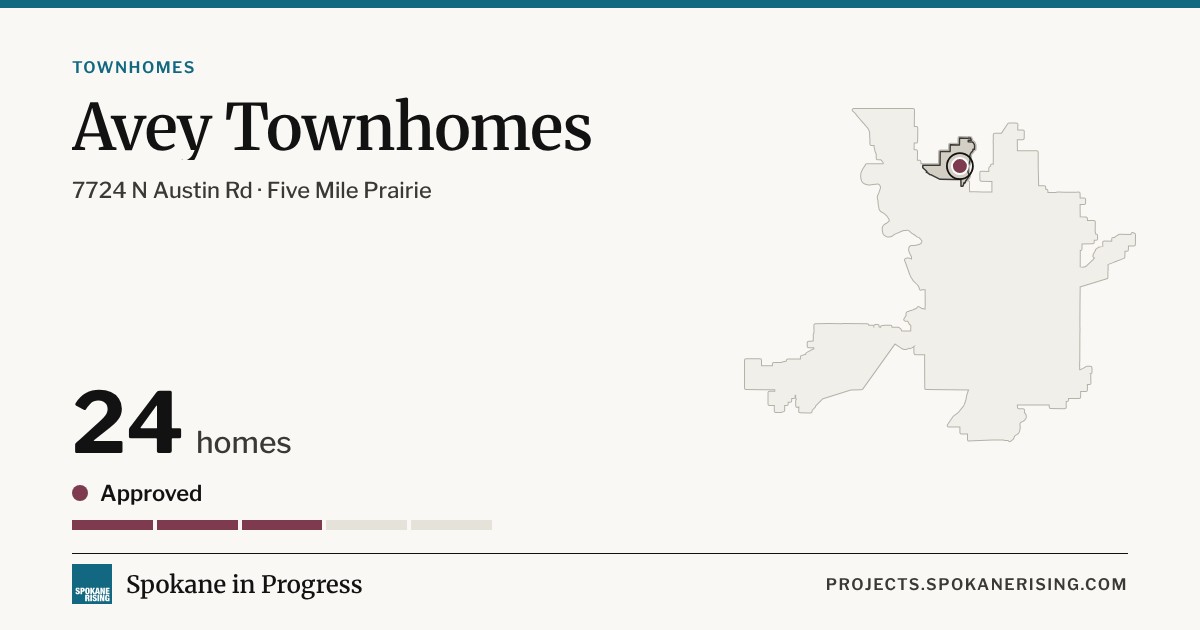 TOWNHOMES
Avey Townhomes
7724 N Austin Rd · Five Mile Prairie
24 homes
Approved
SPOKANE
RISING
Spokane in Progress
PROJECTS.SPOKANERISING.COM